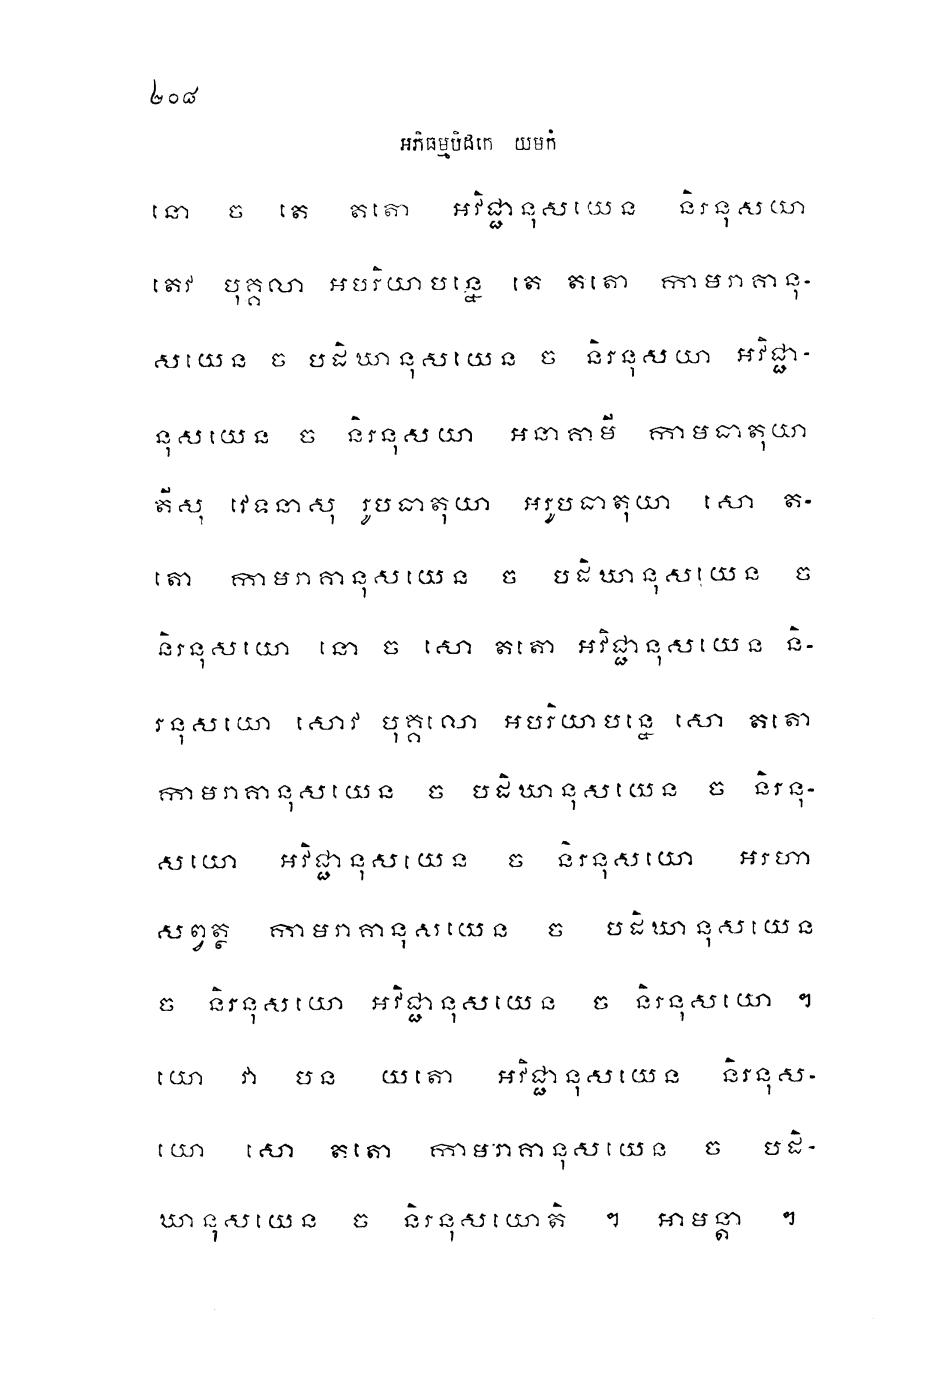 ២០៨
អភិធម្មបិដកេ យមកំ
នោ ច តេ តតោ អវិជ្ជានុសយេន និរនុសយា
តេវ បុគ្គលា អបរិយាបន្នេ តេ តតោ កាមរាគានុ-
សយេន ច បដិឃានុសយេន ច និរនុសយា អវិជ្ជា-
នុសយេន ច និរនុសយា អនាគាមី កាមធាតុយា
តីសុ វេទនាសុ រូបធាតុយា អរូបធាតុយា សោ ត-
តោ កាមរាគានុសយេន ច បដិឃានុសយេន ច
និរនុសយោ នោ ច សោ តតោ អវិជ្ជានុសយេន និ-
រនុសយោ សោវ បុគ្គលោ អបរិយាបន្នេ សោ តតោ
កាមរាគានុសយេន ច បដិឃានុសយេន ច និរនុ-
សយោ អវិជ្ជានុសយេន ច និរនុសយោ អរហា
សព្វត្ថ កាមរាគានុសយេន ច បដិឃានុសយេន
ច និរនុសយោ អវិជ្ជានុសយេន ច និរនុសយោ ។
យោ វា បន យតោ អវិជ្ជានុសយេន និរនុស-
យោ សោ តតោ កាមរាគានុសយេន ច បដិ-
ឃានុសយេន ច និរនុសយោតិ ។ អាមន្តា ។